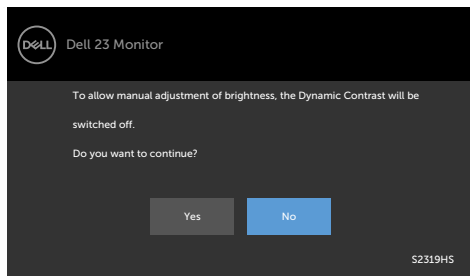 DELL
Dell 23 Monitor
To allow manual adjustment of brightness, the Dynamic Contrast will be
switched off.
Do you want to continue?
Yes
No
S2319HS